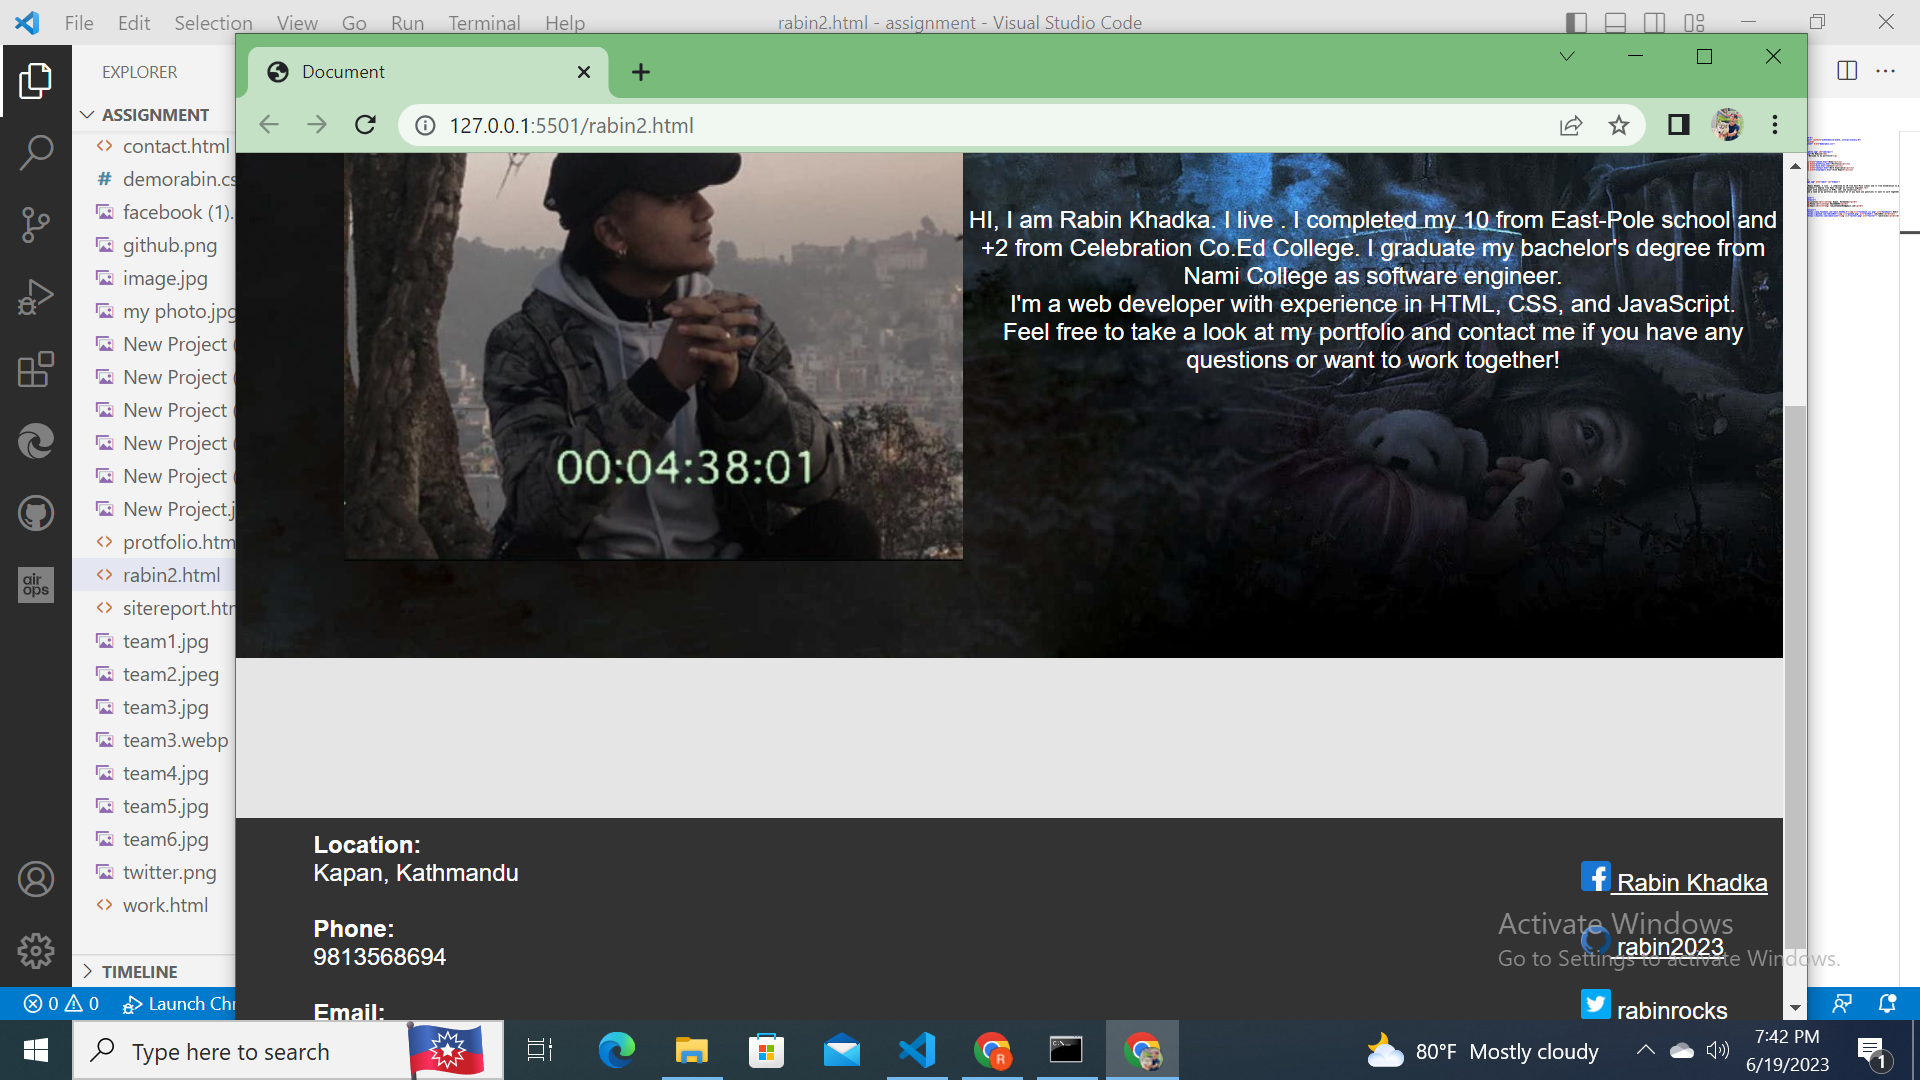 File Edit Selection View Go Run Terminal Help
rabin2.html - assignment - Visual Studio Code
EXPLORER
ASSIGNMENT
contact.html
# demorabin.cs
facebook (1).
github.png
image.jpg
my photo.jpg
New Project (
New Project (
New Project (
New Project (
New Project (
New Project.j
protfolio.htm
rabin2.html
sitereport.htr
team1.jpg
team2.jpeg
team3.jpg
team3.webp
team4.jpg
team5.jpg
team6.jpg
twitter.png
work.html
TIMELINE
air
ops
0 0 Launch Chr
Document
127.0.0.1:5501/rabin2.html
00:04:38:01
HI, I am Rabin Khadka. I live . I completed my 10 from East-Pole school and
+2 from Celebration Co.Ed College. I graduate my bachelor's degree from
Nami College as software engineer.
I'm a web developer with experience in HTML, CSS, and JavaScript.
Feel free to take a look at my portfolio and contact me if you have any
questions or want to work together!
Location:
Kapan, Kathmandu
Phone:
9813568694
Email:
Rabin Khadka
rabin2023
rabinrocks
Activate Windows
Go to Settings to activate Windows.
Type here to search
R
80°F Mostly cloudy
7:42 PM
6/19/2023
1